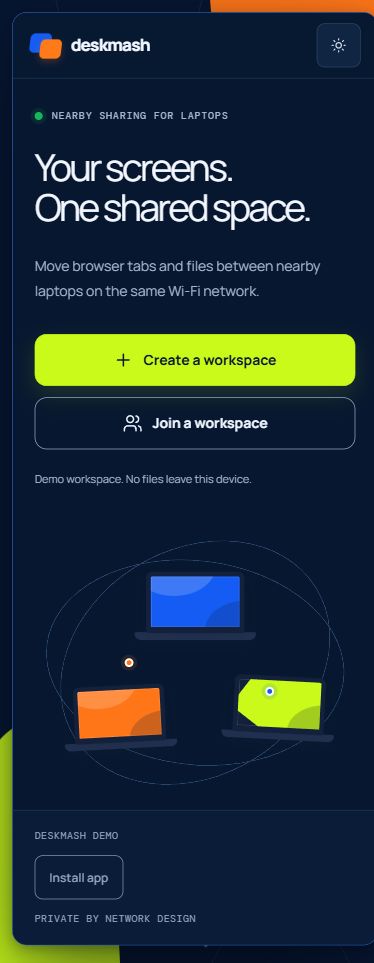 deskmash
NEARBY SHARING FOR LAPTOPS
Your screens.
One shared space.
Move browser tabs and files between nearby
laptops on the same Wi-Fi network.
Create a workspace
Join a workspace
Demo workspace. No files leave this device.
DESKMASH DEMO
Install app
PRIVATE BY NETWORK DESIGN